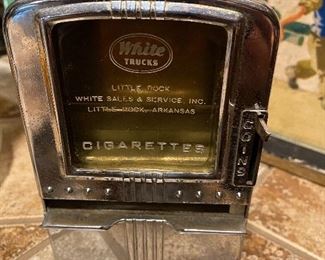 White
TRUCKS
LITTLE ROCK
WHITE SALES & SERVICE, INC.
LITTLE ROCK, ARKANSAS
CIGARETTES
COINS